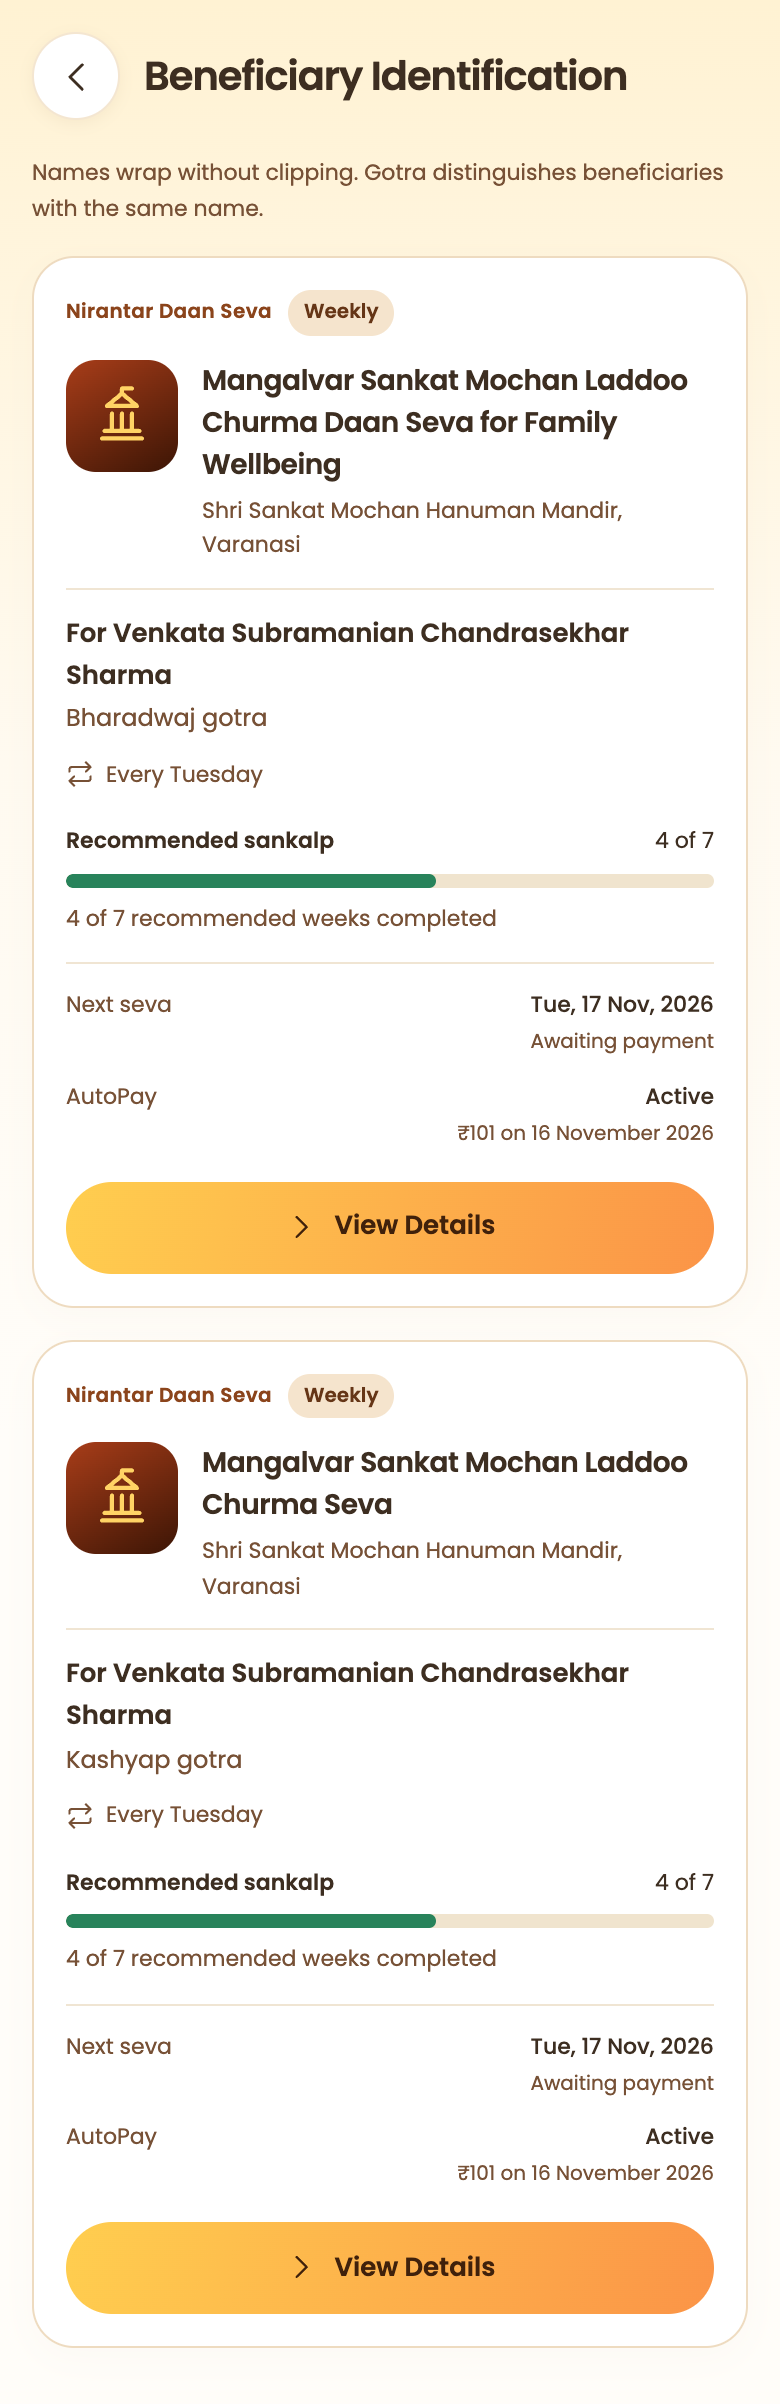 Beneficiary Identification
Names wrap without clipping. Gotra distinguishes beneficiaries
with the same name.
Nirantar Daan Seva Weekly
Mangalvar Sankat Mochan Laddoo
Churma Daan Seva for Family
Wellbeing
Shri Sankat Mochan Hanuman Mandir,
Varanasi
For Venkata Subramanian Chandrasekhar
Sharma
Bharadwaj gotra
Every Tuesday
Recommended sankalp 4 of 7
4 of 7 recommended weeks completed
Next seva Tue, 17 Nov, 2026
Awaiting payment
AutoPay Active
₹101 on 16 November 2026
View Details
Nirantar Daan Seva Weekly
Mangalvar Sankat Mochan Laddoo
Churma Seva
Shri Sankat Mochan Hanuman Mandir,
Varanasi
For Venkata Subramanian Chandrasekhar
Sharma
Kashyap gotra
Every Tuesday
Recommended sankalp 4 of 7
4 of 7 recommended weeks completed
Next seva Tue, 17 Nov, 2026
Awaiting payment
AutoPay Active
₹101 on 16 November 2026
View Details